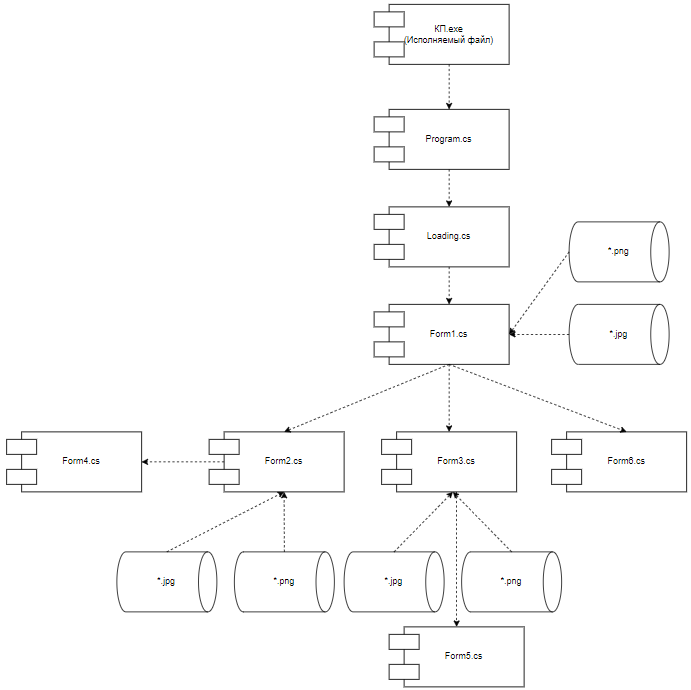 КП.exe
(Исполняемый файл)
Program.cs
Loading.cs
*.png
Form1.cs
*.jpg
Form4.cs
Form2.cs
Form3.cs
Form6.cs
*.jpg
*.png
*.jpg
*.png
Form5.cs